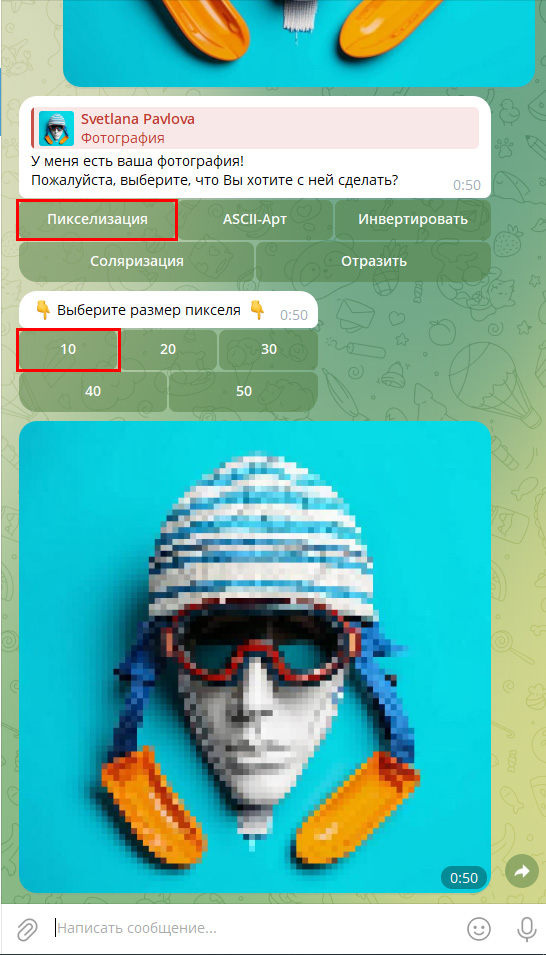 Svetlana Pavlova
Фотография
У меня есть ваша фотография!
Пожалуйста, выберите, что Вы хотите с ней сделать?
0:50
Пикселизация ASCII-Арт Инвертировать
Соляризация Отразить
👇 Выберите размер пикселя 👇 0:50
10 20 30
40 50
0:50
Написать сообщение...